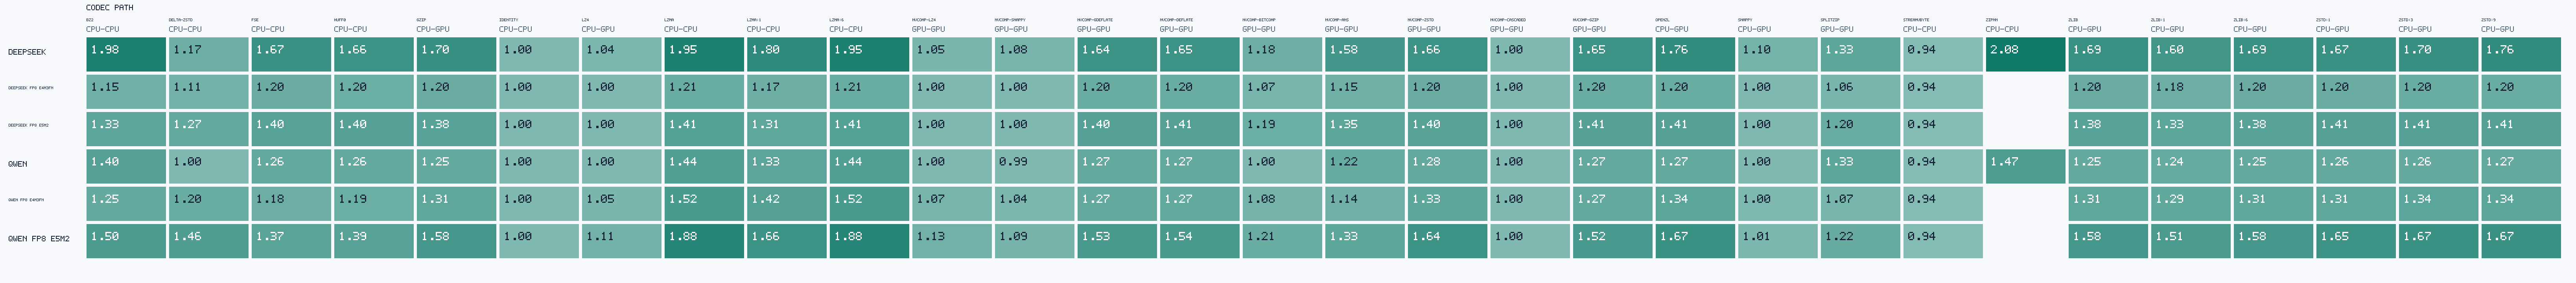 CODEC PATH
BZ2 DELTA-ZSTD FSE HUFF0 GZIP IDENTITY LZ4 LZMA LZMA-1 LZMA-6 NVCOMP-LZ4 NVCOMP-SNAPPY NVCOMP-GDEFLATE NVCOMP-DEFLATE NVCOMP-BITCOMP NVCOMP-ANS NVCOMP-ZSTD NVCOMP-CASCADED NVCOMP-GZIP OPENZL SNAPPY SPLITZIP STREAMVBYTE ZIPNN ZLIB ZLIB-1 ZLIB-6 ZSTD-1 ZSTD-3 ZSTD-9
CPU-CPU CPU-CPU CPU-CPU CPU-CPU CPU-GPU CPU-CPU CPU-GPU CPU-CPU CPU-CPU CPU-CPU GPU-GPU GPU-GPU GPU-GPU GPU-GPU GPU-GPU GPU-GPU GPU-GPU GPU-GPU GPU-GPU CPU-GPU CPU-GPU GPU-GPU CPU-CPU CPU-CPU CPU-GPU CPU-GPU CPU-GPU CPU-GPU CPU-GPU CPU-GPU
DEEPSEEK 1.98 1.17 1.67 1.66 1.70 1.00 1.04 1.95 1.80 1.95 1.05 1.08 1.64 1.65 1.18 1.58 1.66 1.00 1.65 1.76 1.10 1.33 0.94 2.08 1.69 1.60 1.69 1.67 1.70 1.76
DEEPSEEK FP8 E4M3FN 1.15 1.11 1.20 1.20 1.20 1.00 1.00 1.21 1.17 1.21 1.00 1.00 1.20 1.20 1.07 1.15 1.20 1.00 1.20 1.20 1.00 1.06 0.94 1.20 1.18 1.20 1.20 1.20 1.20
DEEPSEEK FP8 E5M2 1.33 1.27 1.40 1.40 1.38 1.00 1.00 1.41 1.31 1.41 1.00 1.00 1.40 1.41 1.19 1.35 1.40 1.00 1.41 1.41 1.00 1.20 0.94 1.38 1.33 1.38 1.41 1.41 1.41
QWEN 1.40 1.00 1.26 1.26 1.25 1.00 1.00 1.44 1.33 1.44 1.00 0.99 1.27 1.27 1.00 1.22 1.28 1.00 1.27 1.27 1.00 1.33 0.94 1.47 1.25 1.24 1.25 1.26 1.26 1.27
QWEN FP8 E4M3FN 1.25 1.20 1.18 1.19 1.31 1.00 1.05 1.52 1.42 1.52 1.07 1.04 1.27 1.27 1.08 1.14 1.33 1.00 1.27 1.34 1.00 1.07 0.94 1.31 1.29 1.31 1.31 1.34 1.34
QWEN FP8 E5M2 1.50 1.46 1.37 1.39 1.58 1.00 1.11 1.88 1.66 1.88 1.13 1.09 1.53 1.54 1.21 1.33 1.64 1.00 1.52 1.67 1.01 1.22 0.94 1.58 1.51 1.58 1.65 1.67 1.67